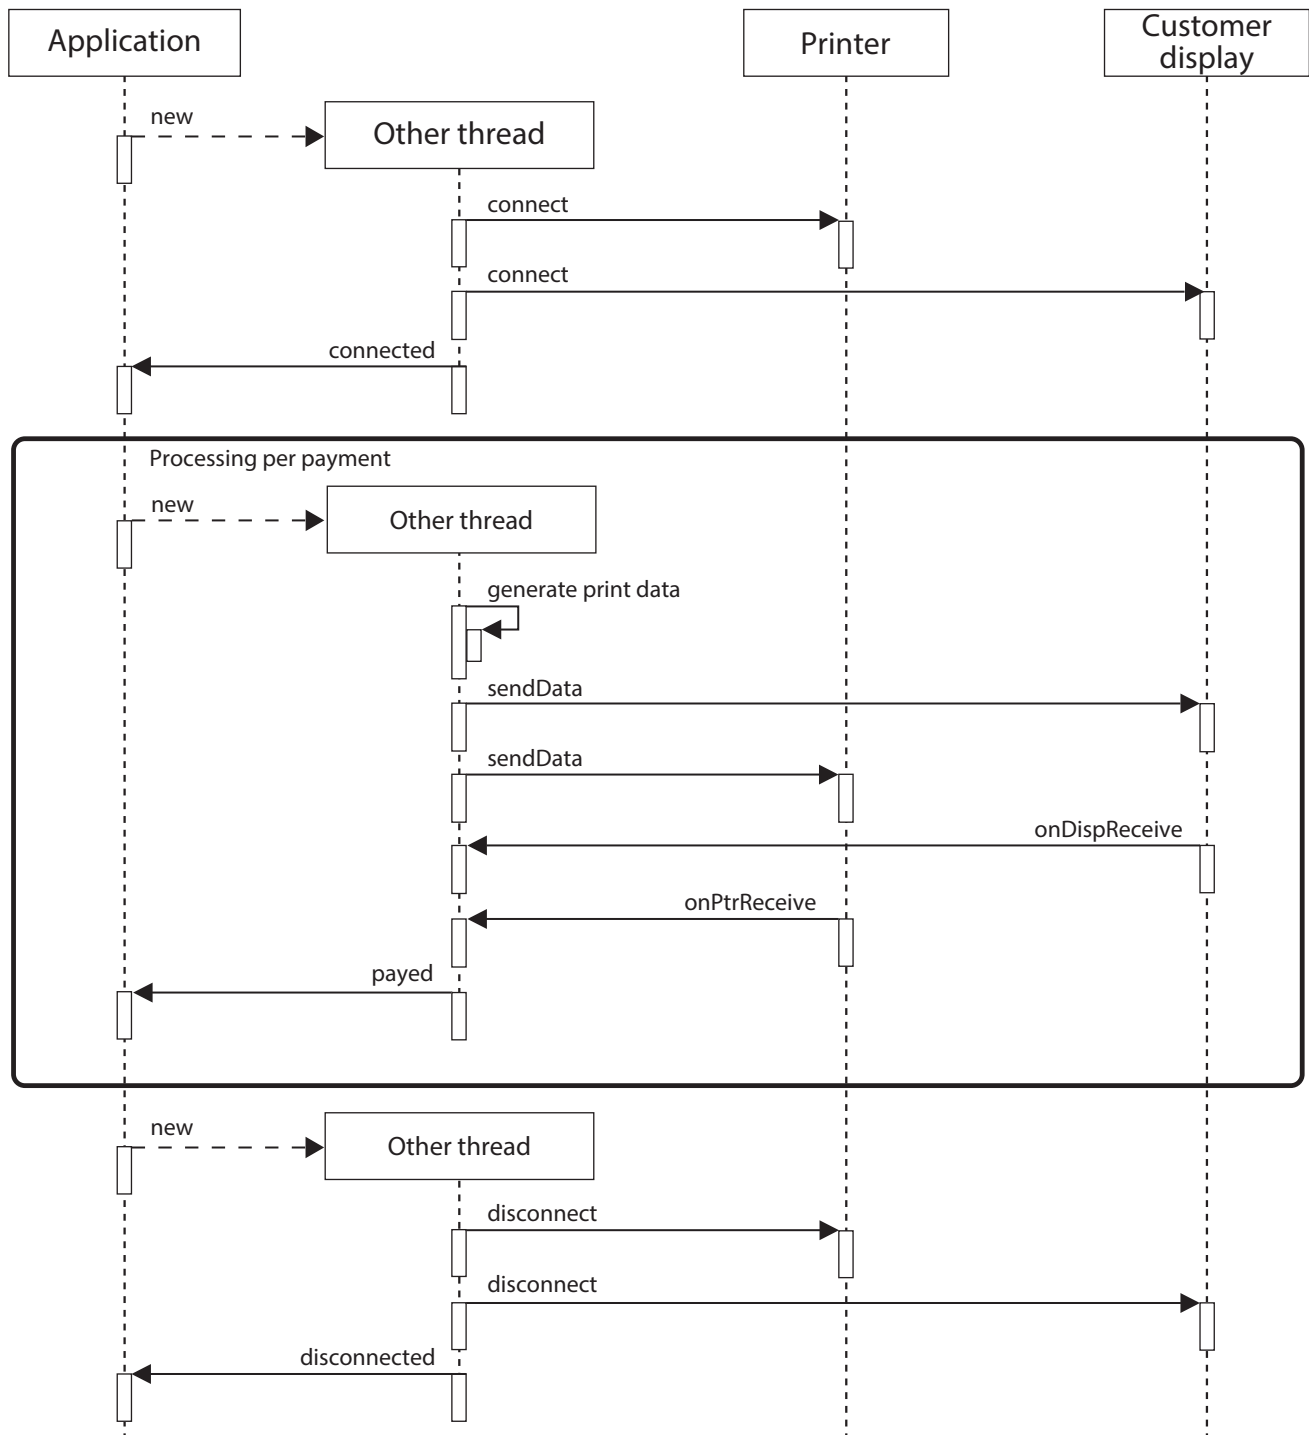 Application
Printer
Customer
display
new
Other thread
connect
connect
connected
Processing per payment
new
Other thread
generate print data
sendData
sendData
onDispReceive
onPtrReceive
payed
new
Other thread
disconnect
disconnect
disconnected